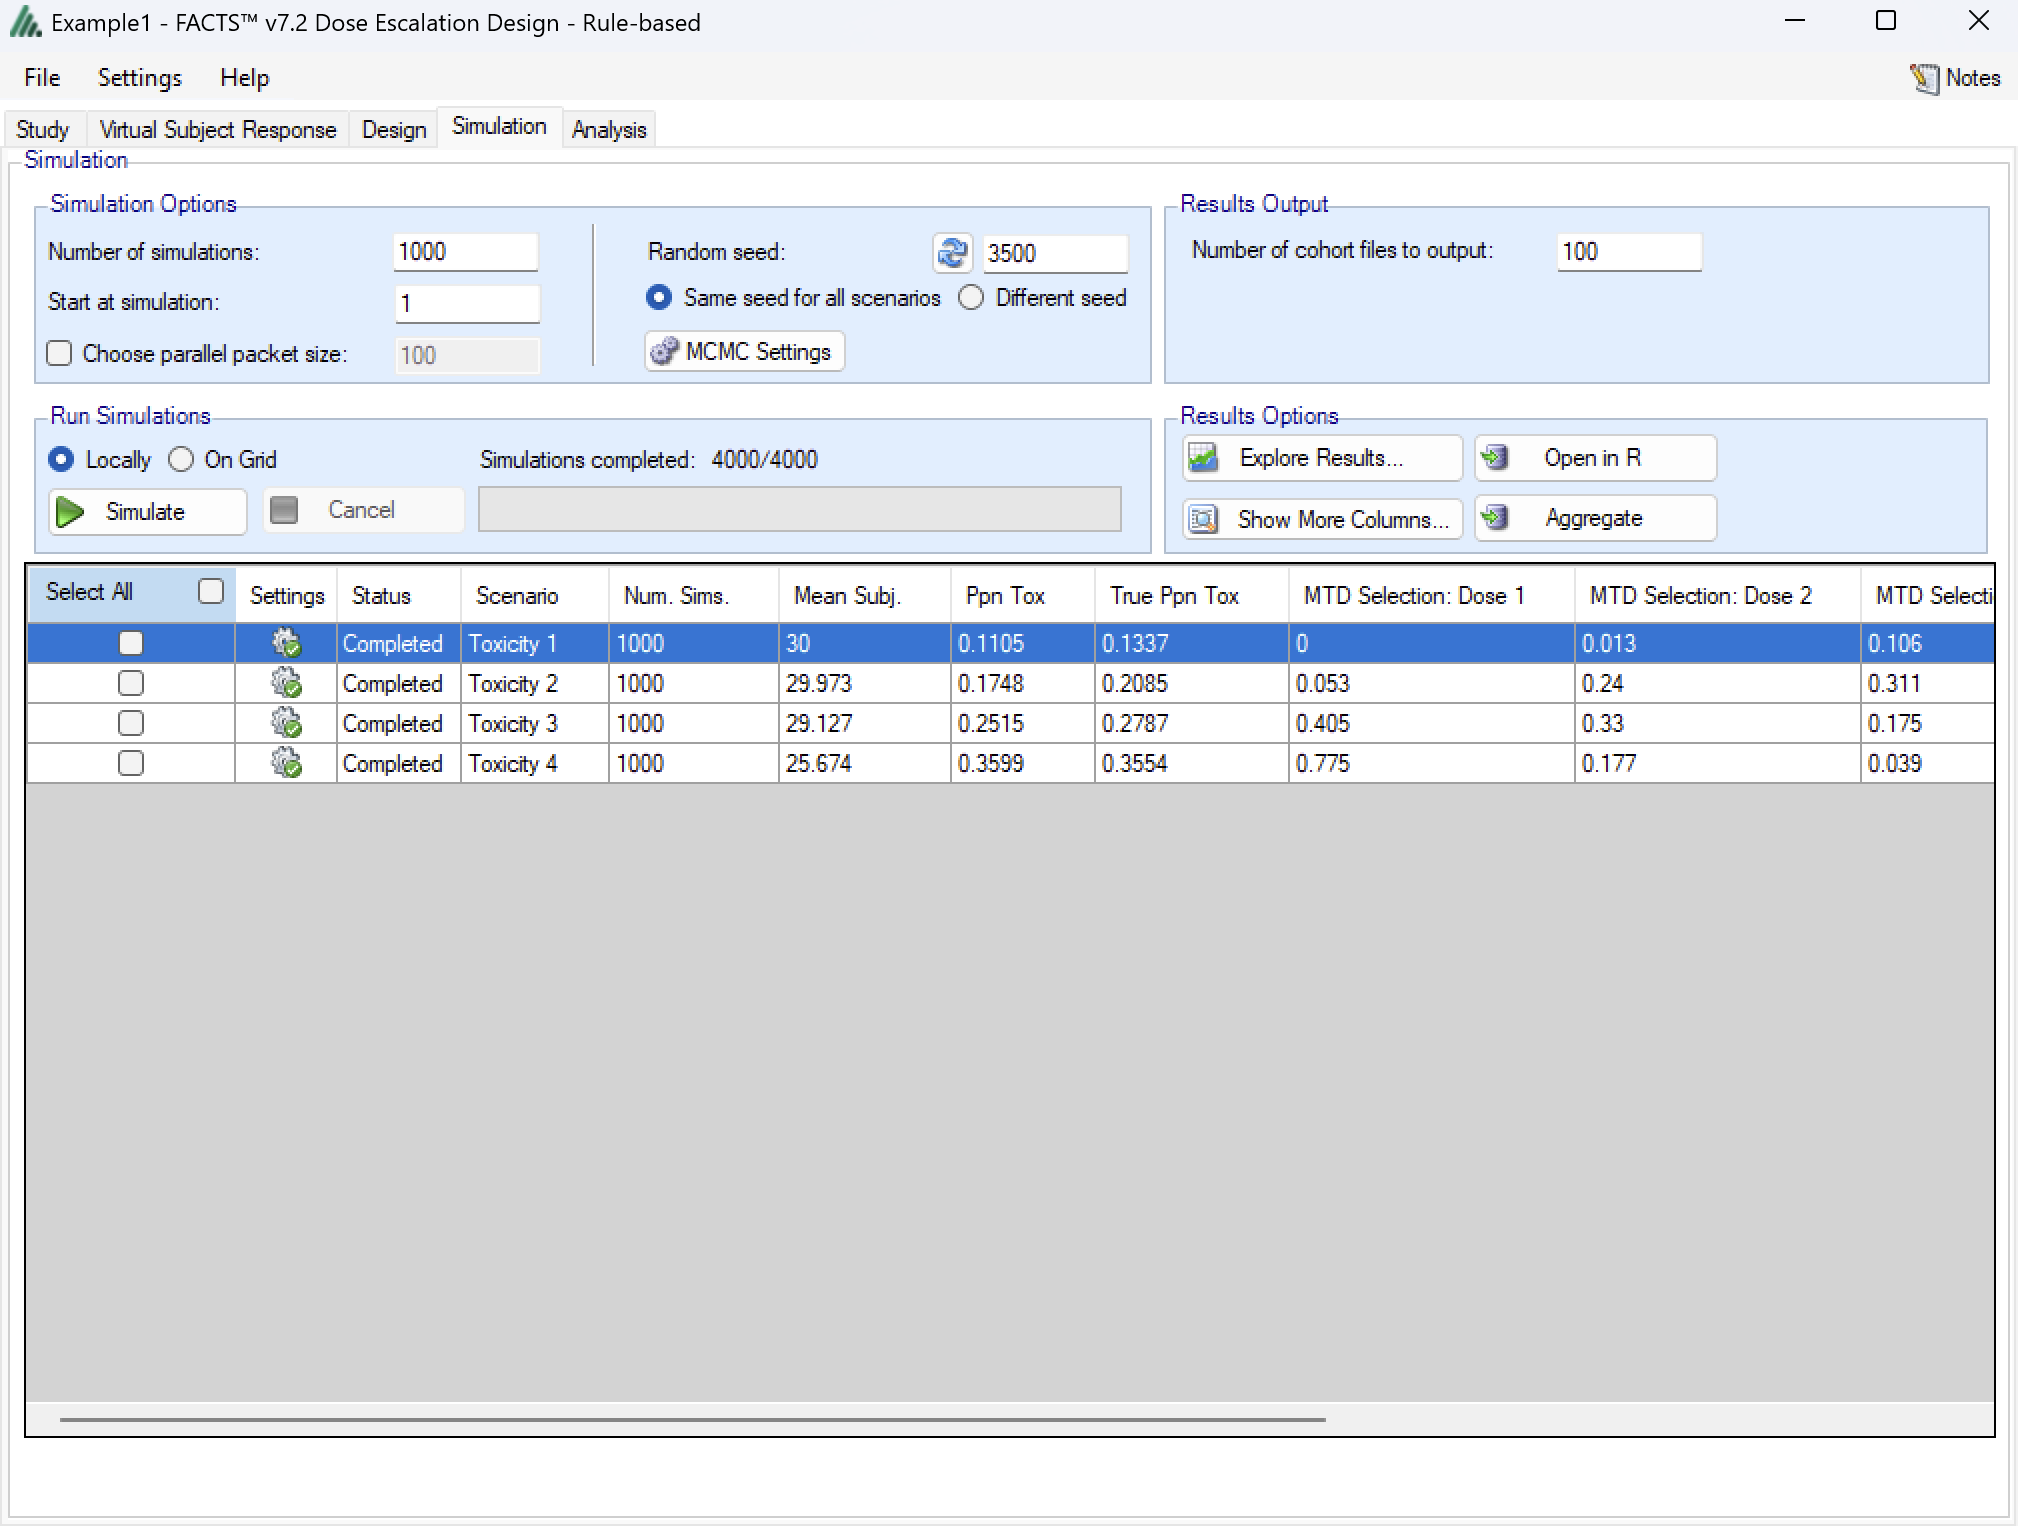 Example1 - FACTS™ v7.2 Dose Escalation Design - Rule-based
File Settings Help Notes
Study Virtual Subject Response Design Simulation Analysis
Simulation
Simulation Options
Number of simulations: 1000
Start at simulation: 1
Choose parallel packet size: 100
Random seed: 3500
Same seed for all scenarios Different seed
MCMC Settings
Results Output
Number of cohort files to output: 100
Run Simulations
Locally On Grid Simulations completed: 4000/4000
Simulate Cancel
Results Options
Explore Results... Open in R
Show More Columns... Aggregate
Select All Settings Status Scenario Num. Sims. Mean Subj. Ppn Tox True Ppn Tox MTD Selection: Dose 1 MTD Selection: Dose 2 MTD Selecti
Completed Toxicity 1 1000 30 0.1105 0.1337 0 0.013 0.106
Completed Toxicity 2 1000 29.973 0.1748 0.2085 0.053 0.24 0.311
Completed Toxicity 3 1000 29.127 0.2515 0.2787 0.405 0.33 0.175
Completed Toxicity 4 1000 25.674 0.3599 0.3554 0.775 0.177 0.039